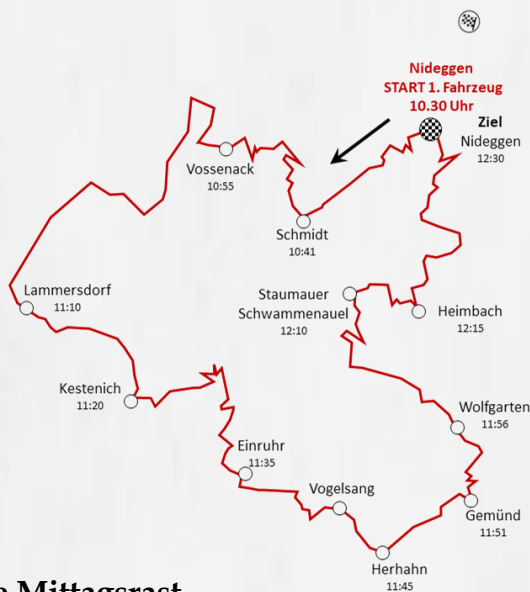 Nideggen
START 1. Fahrzeug
10.30 Uhr
Ziel
Nideggen
12:30
Vossenack
10:55
Schmidt
10:41
Lammersdorf
11:10
Staumauer
Schwammenauel
12:10
Heimbach
12:15
Kestenich
11:20
Wolfgarten
11:56
Einruhr
11:35
Vogelsang
Gemünd
11:51
Herhahn
11:45
Mittagsrast